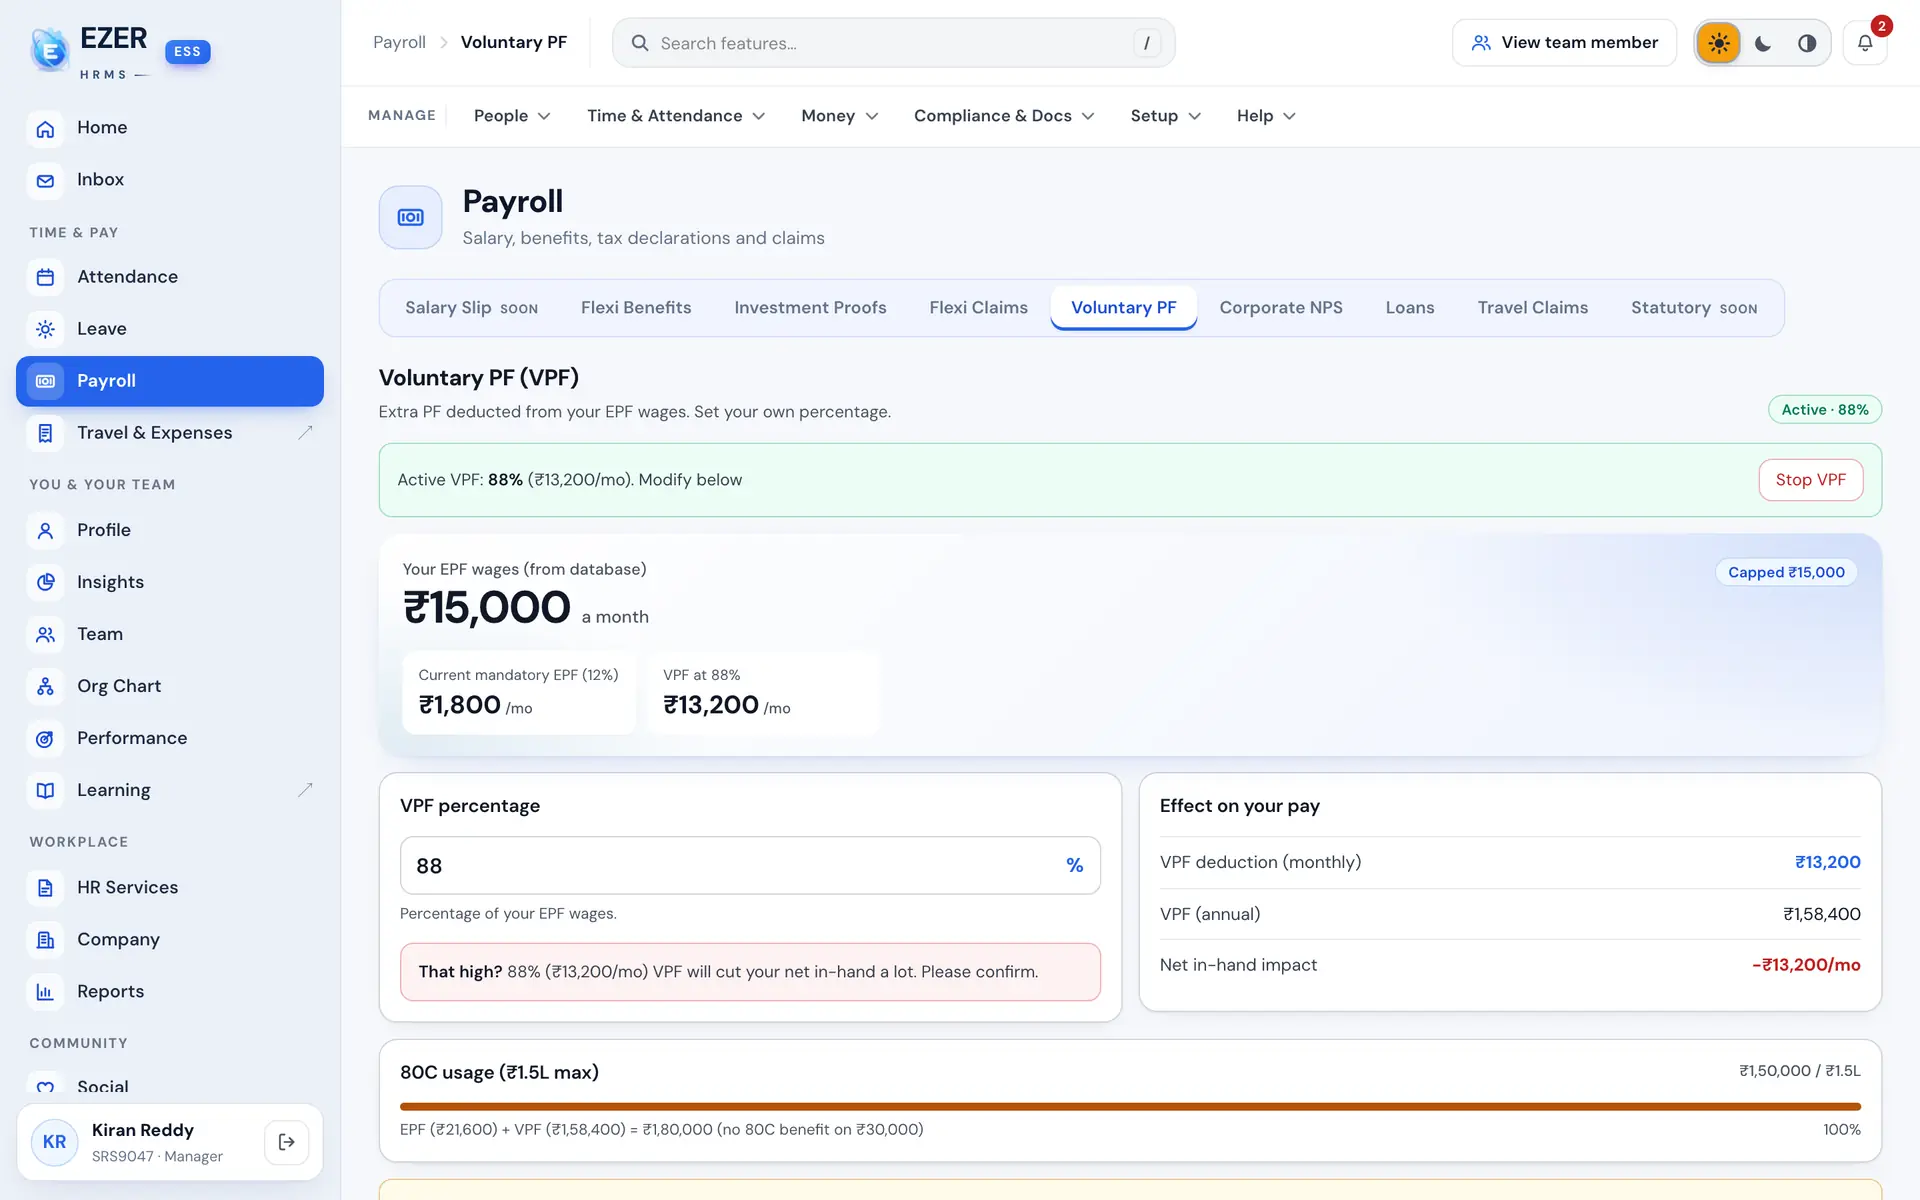 EZER
HRMS
ESS
Home
Inbox
TIME & PAY
Attendance
Leave
Payroll
Travel & Expenses
YOU & YOUR TEAM
Profile
Insights
Team
Org Chart
Performance
Learning
WORKPLACE
HR Services
Company
Reports
COMMUNITY
Social
KR
Kiran Reddy
SRS9047 · Manager
Payroll > Voluntary PF
Search features...
/
View team member
2
MANAGE People Time & Attendance Money Compliance & Docs Setup Help
Payroll
Salary, benefits, tax declarations and claims
Salary Slip SOON Flexi Benefits Investment Proofs Flexi Claims Voluntary PF Corporate NPS Loans Travel Claims Statutory SOON
Voluntary PF (VPF)
Extra PF deducted from your EPF wages. Set your own percentage.
Active · 88%
Active VPF: 88% (₹13,200/mo). Modify below
Stop VPF
Your EPF wages (from database)
Capped ₹15,000
₹15,000 a month
Current mandatory EPF (12%)
₹1,800 /mo
VPF at 88%
₹13,200 /mo
VPF percentage
88 %
Percentage of your EPF wages.
That high? 88% (₹13,200/mo) VPF will cut your net in-hand a lot. Please confirm.
Effect on your pay
VPF deduction (monthly) ₹13,200
VPF (annual) ₹1,58,400
Net in-hand impact -₹13,200/mo
80C usage (₹1.5L max) ₹1,50,000 / ₹1.5L
EPF (₹21,600) + VPF (₹1,58,400) = ₹1,80,000 (no 80C benefit on ₹30,000) 100%